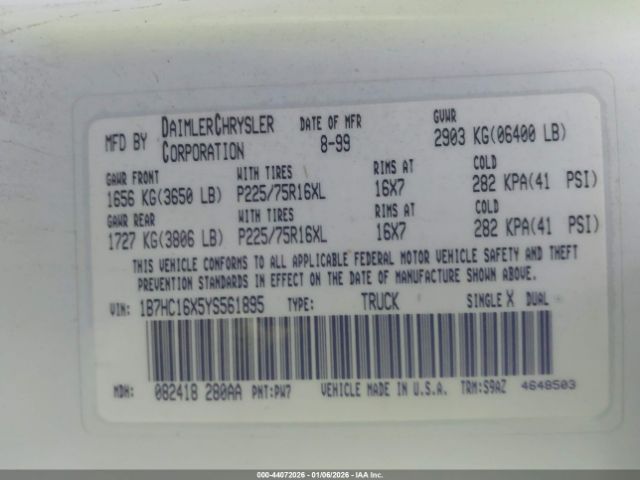 MFD BY DAIMLERCHRYSLER CORPORATION DATE OF MFR 8-99 GVWR 2903 KG(06400 LB)
GAWR FRONT WITH TIRES RIMS AT COLD
1656 KG(3650 LB) P225/75R16XL 16X7 282 KPA(41 PSI)
GAWR REAR WITH TIRES RIMS AT COLD
1727 KG(3806 LB) P225/75R16XL 16X7 282 KPA(41 PSI)
THIS VEHICLE CONFORMS TO ALL APPLICABLE FEDERAL MOTOR VEHICLE SAFETY AND THEFT
PREVENTION STANDARDS IN EFFECT ON THE DATE OF MANUFACTURE SHOWN ABOVE.
VIN: 1B7HC16X5YS561895 TYPE: TRUCK SINGLE X DUAL
MDH: 082418 280AA PNT:PW7 VEHICLE MADE IN U.S.A. TRM:S9AZ 4648503
000-44072026 - 01/06/2026 - IAA Inc.